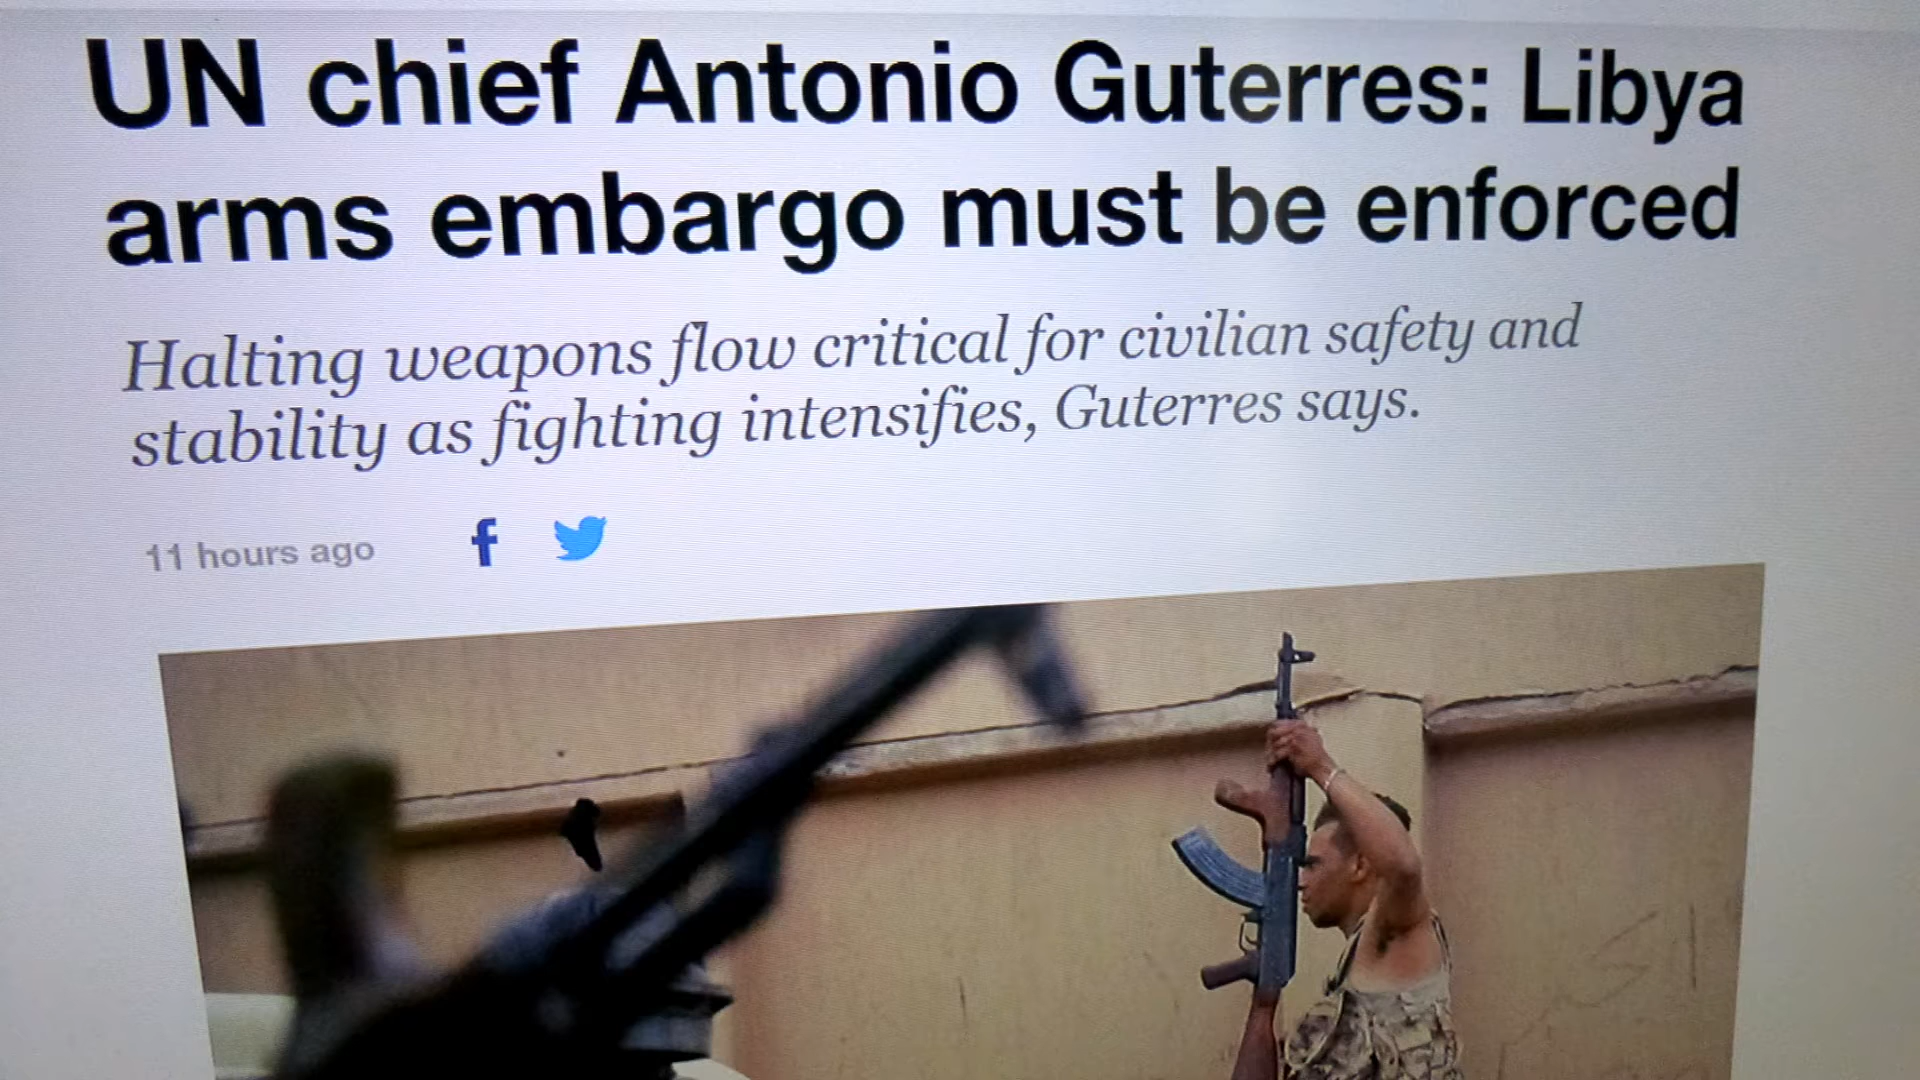 UN chief Antonio Guterres: Libya
arms embargo must be enforced
Halting weapons flow critical for civilian safety and
stability as fighting intensifies, Guterres says.
11 hours ago